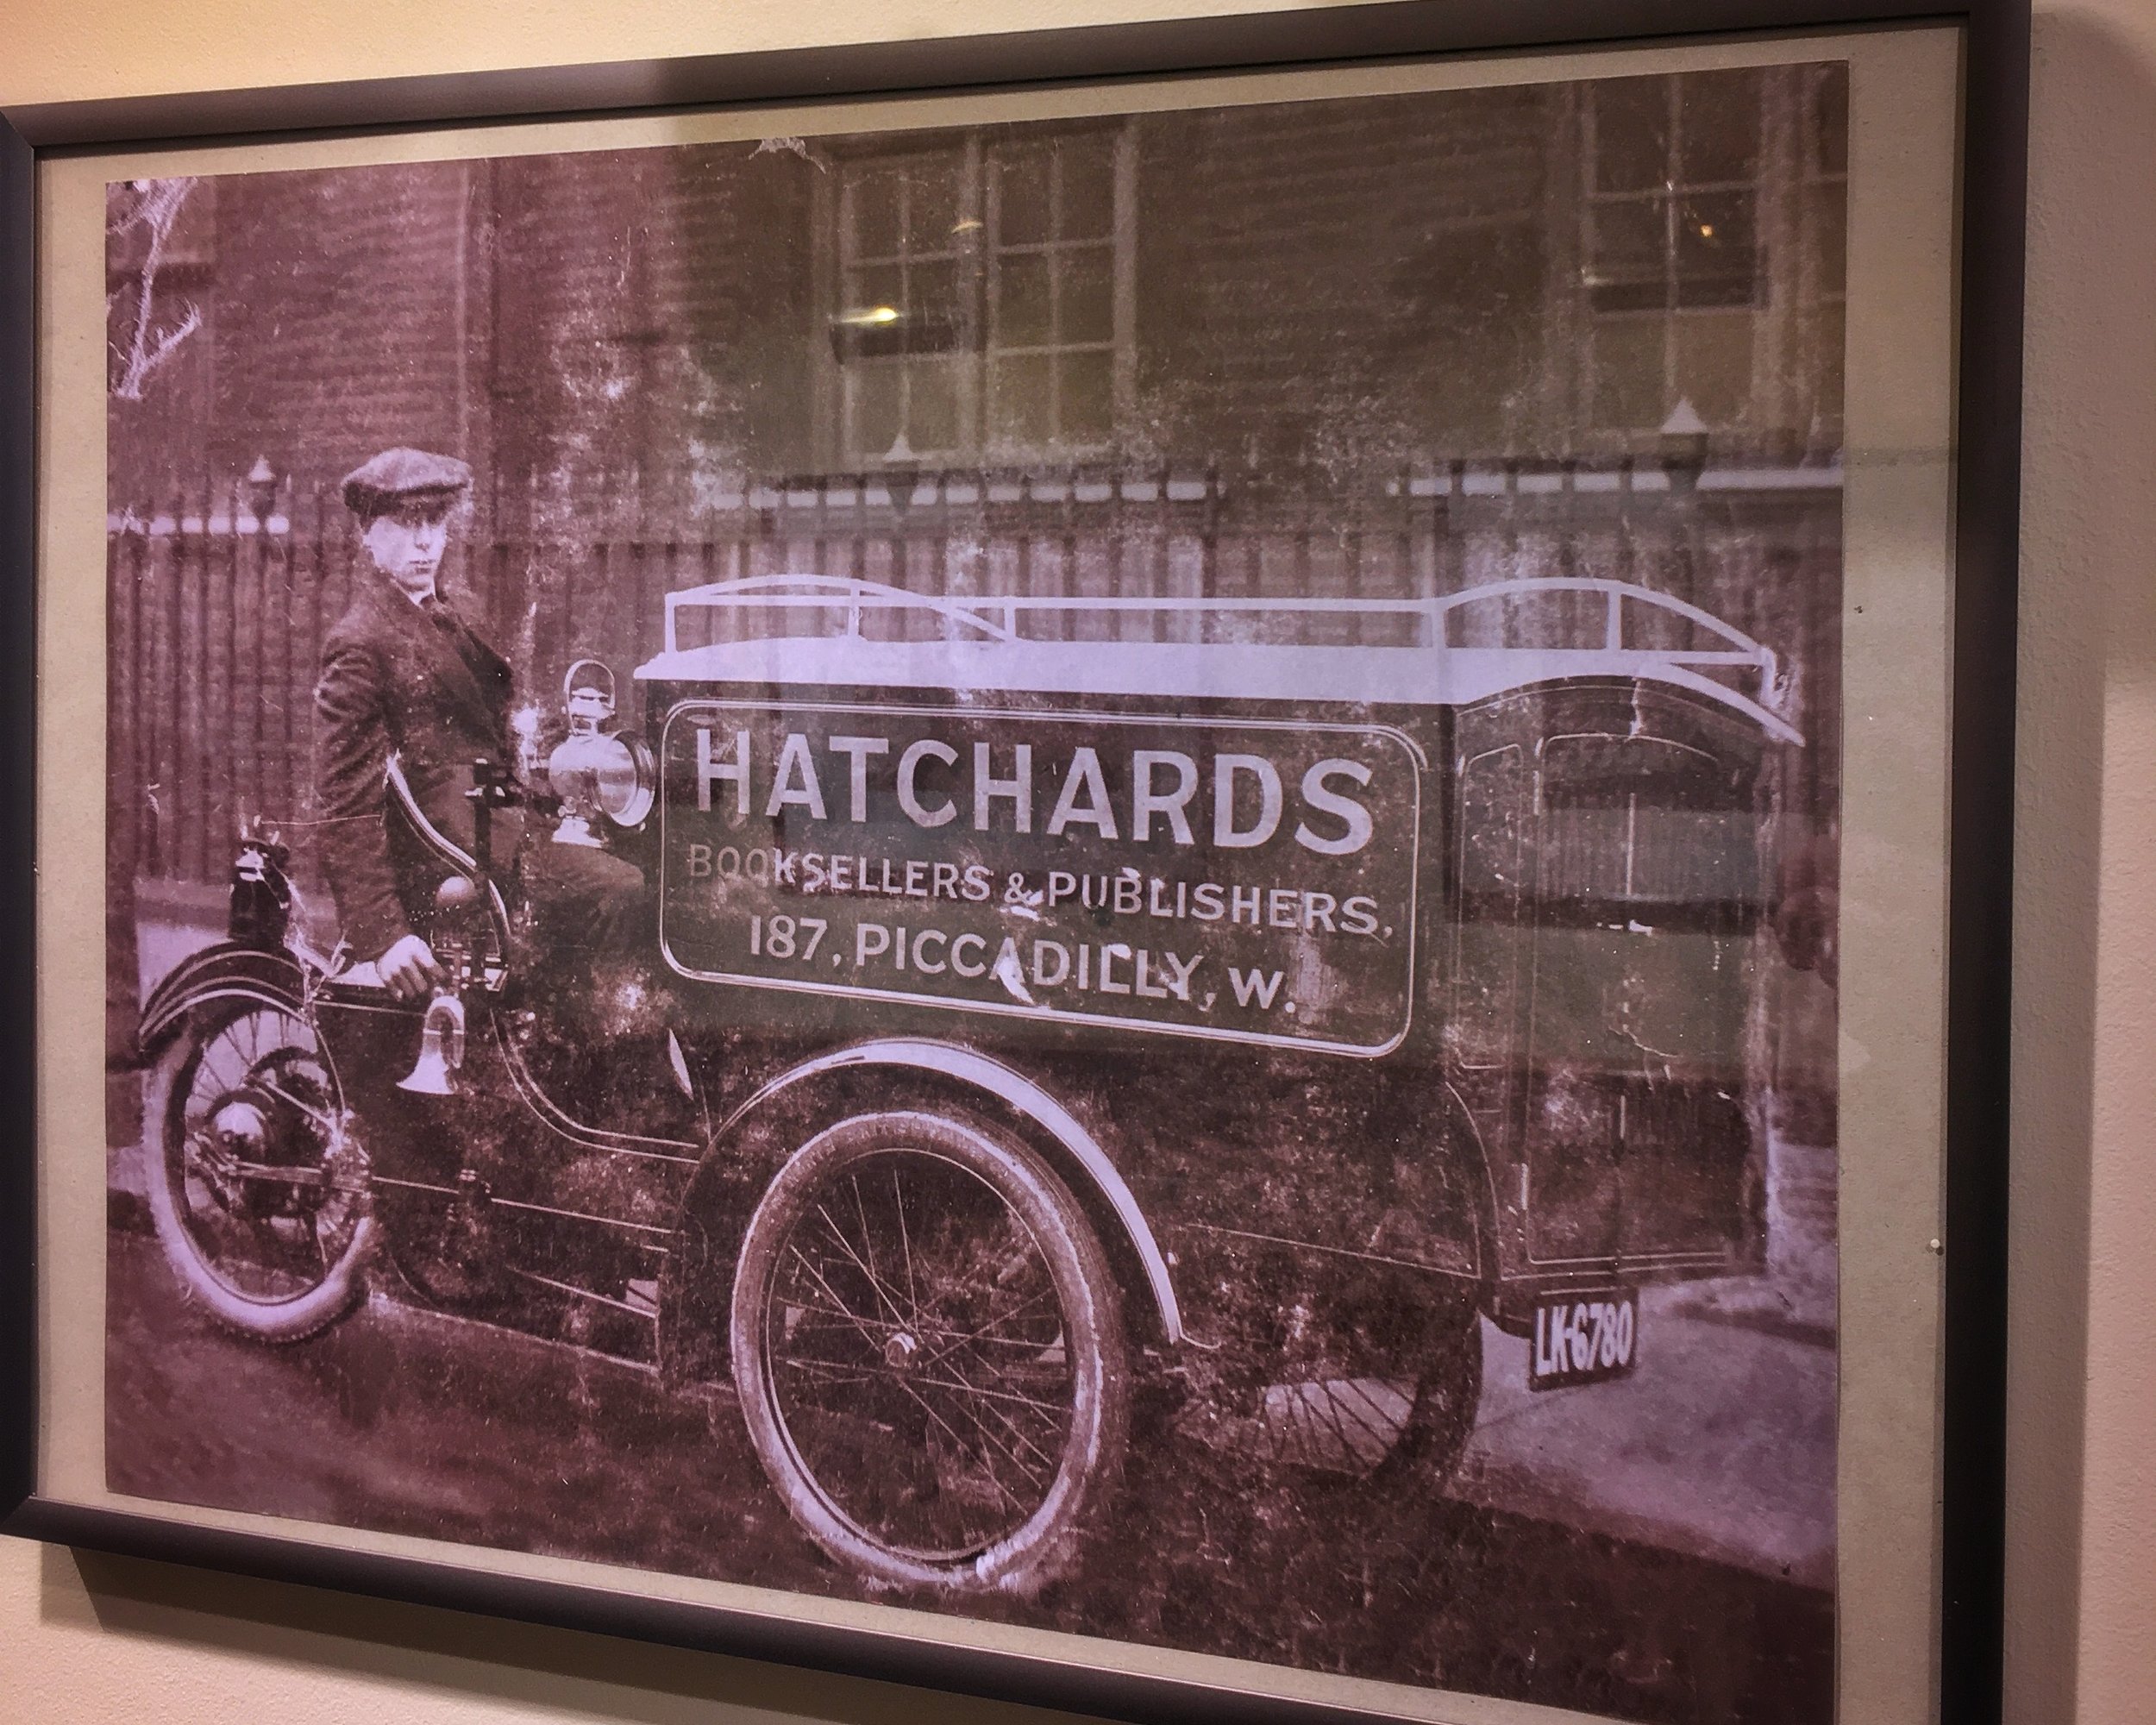 HATCHARDS
BOOKSELLERS & PUBLISHERS,
187, PICCADILLY, W.
LK-6780